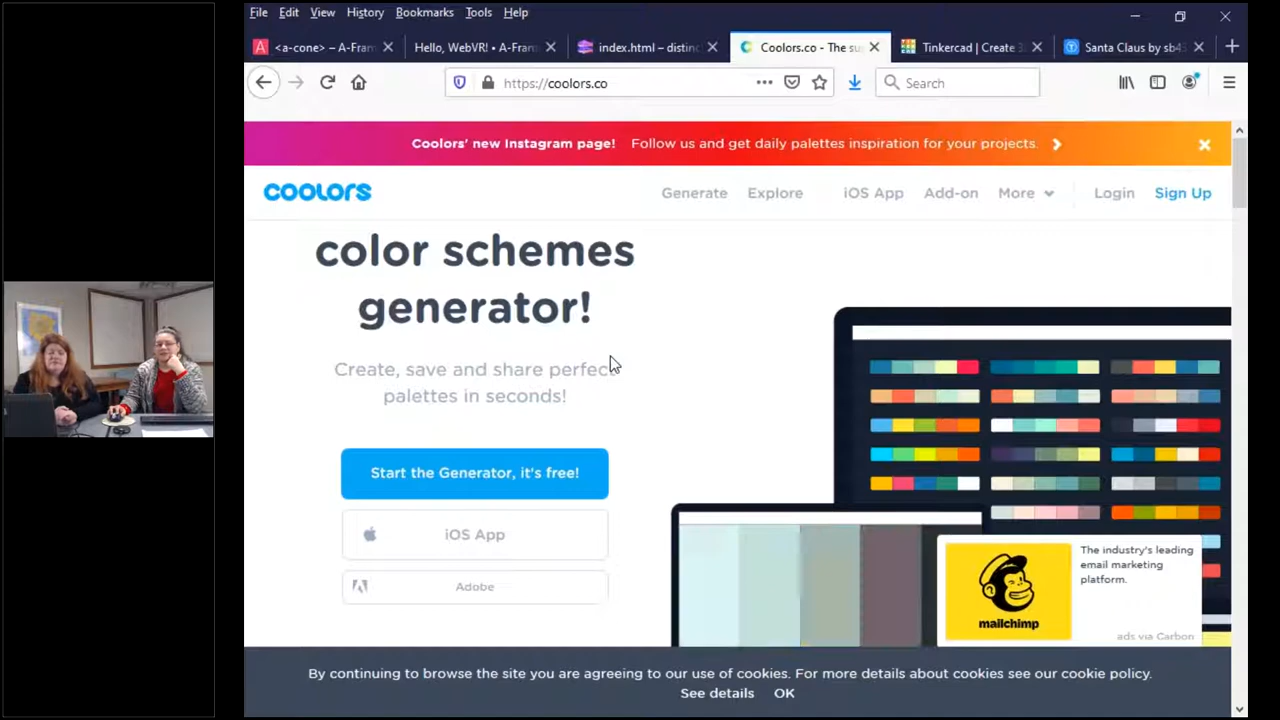 File Edit View History Bookmarks Tools Help
<a-cone> – A-Fram
Hello, WebVR! • A-Fram
index.html – distinc
Coolors.co - The su
Tinkercad | Create 3
Santa Claus by sb45
https://coolors.co
Search
Coolors' new Instagram page! Follow us and get daily palettes inspiration for your projects.
coolors
Generate Explore iOS App Add-on More Login Sign Up
color schemes
generator!
Create, save and share perfect
palettes in seconds!
Start the Generator, it's free!
iOS App
Adobe
The industry's leading
email marketing
platform.
mailchimp
ads via Carbon
By continuing to browse the site you are agreeing to our use of cookies. For more details about cookies see our cookie policy.
See details OK